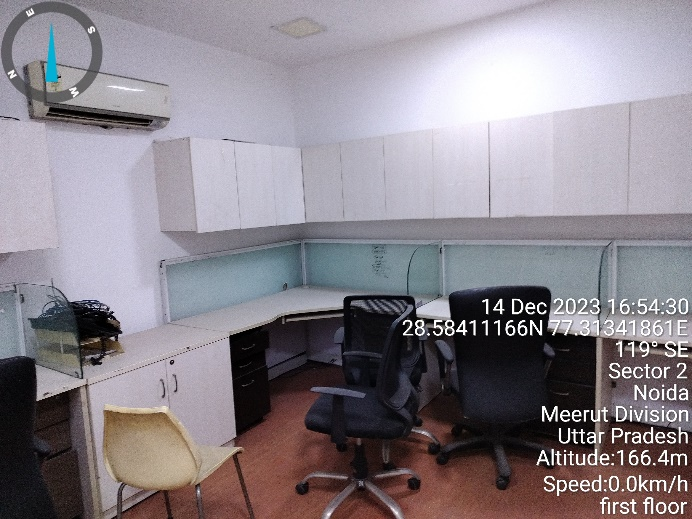 E
S
N
W
14 Dec 2023 16:54:30
28.58411166N 77.31341861E
119° SE
Sector 2
Noida
Meerut Division
Uttar Pradesh
Altitude:166.4m
Speed:0.0km/h
first floor